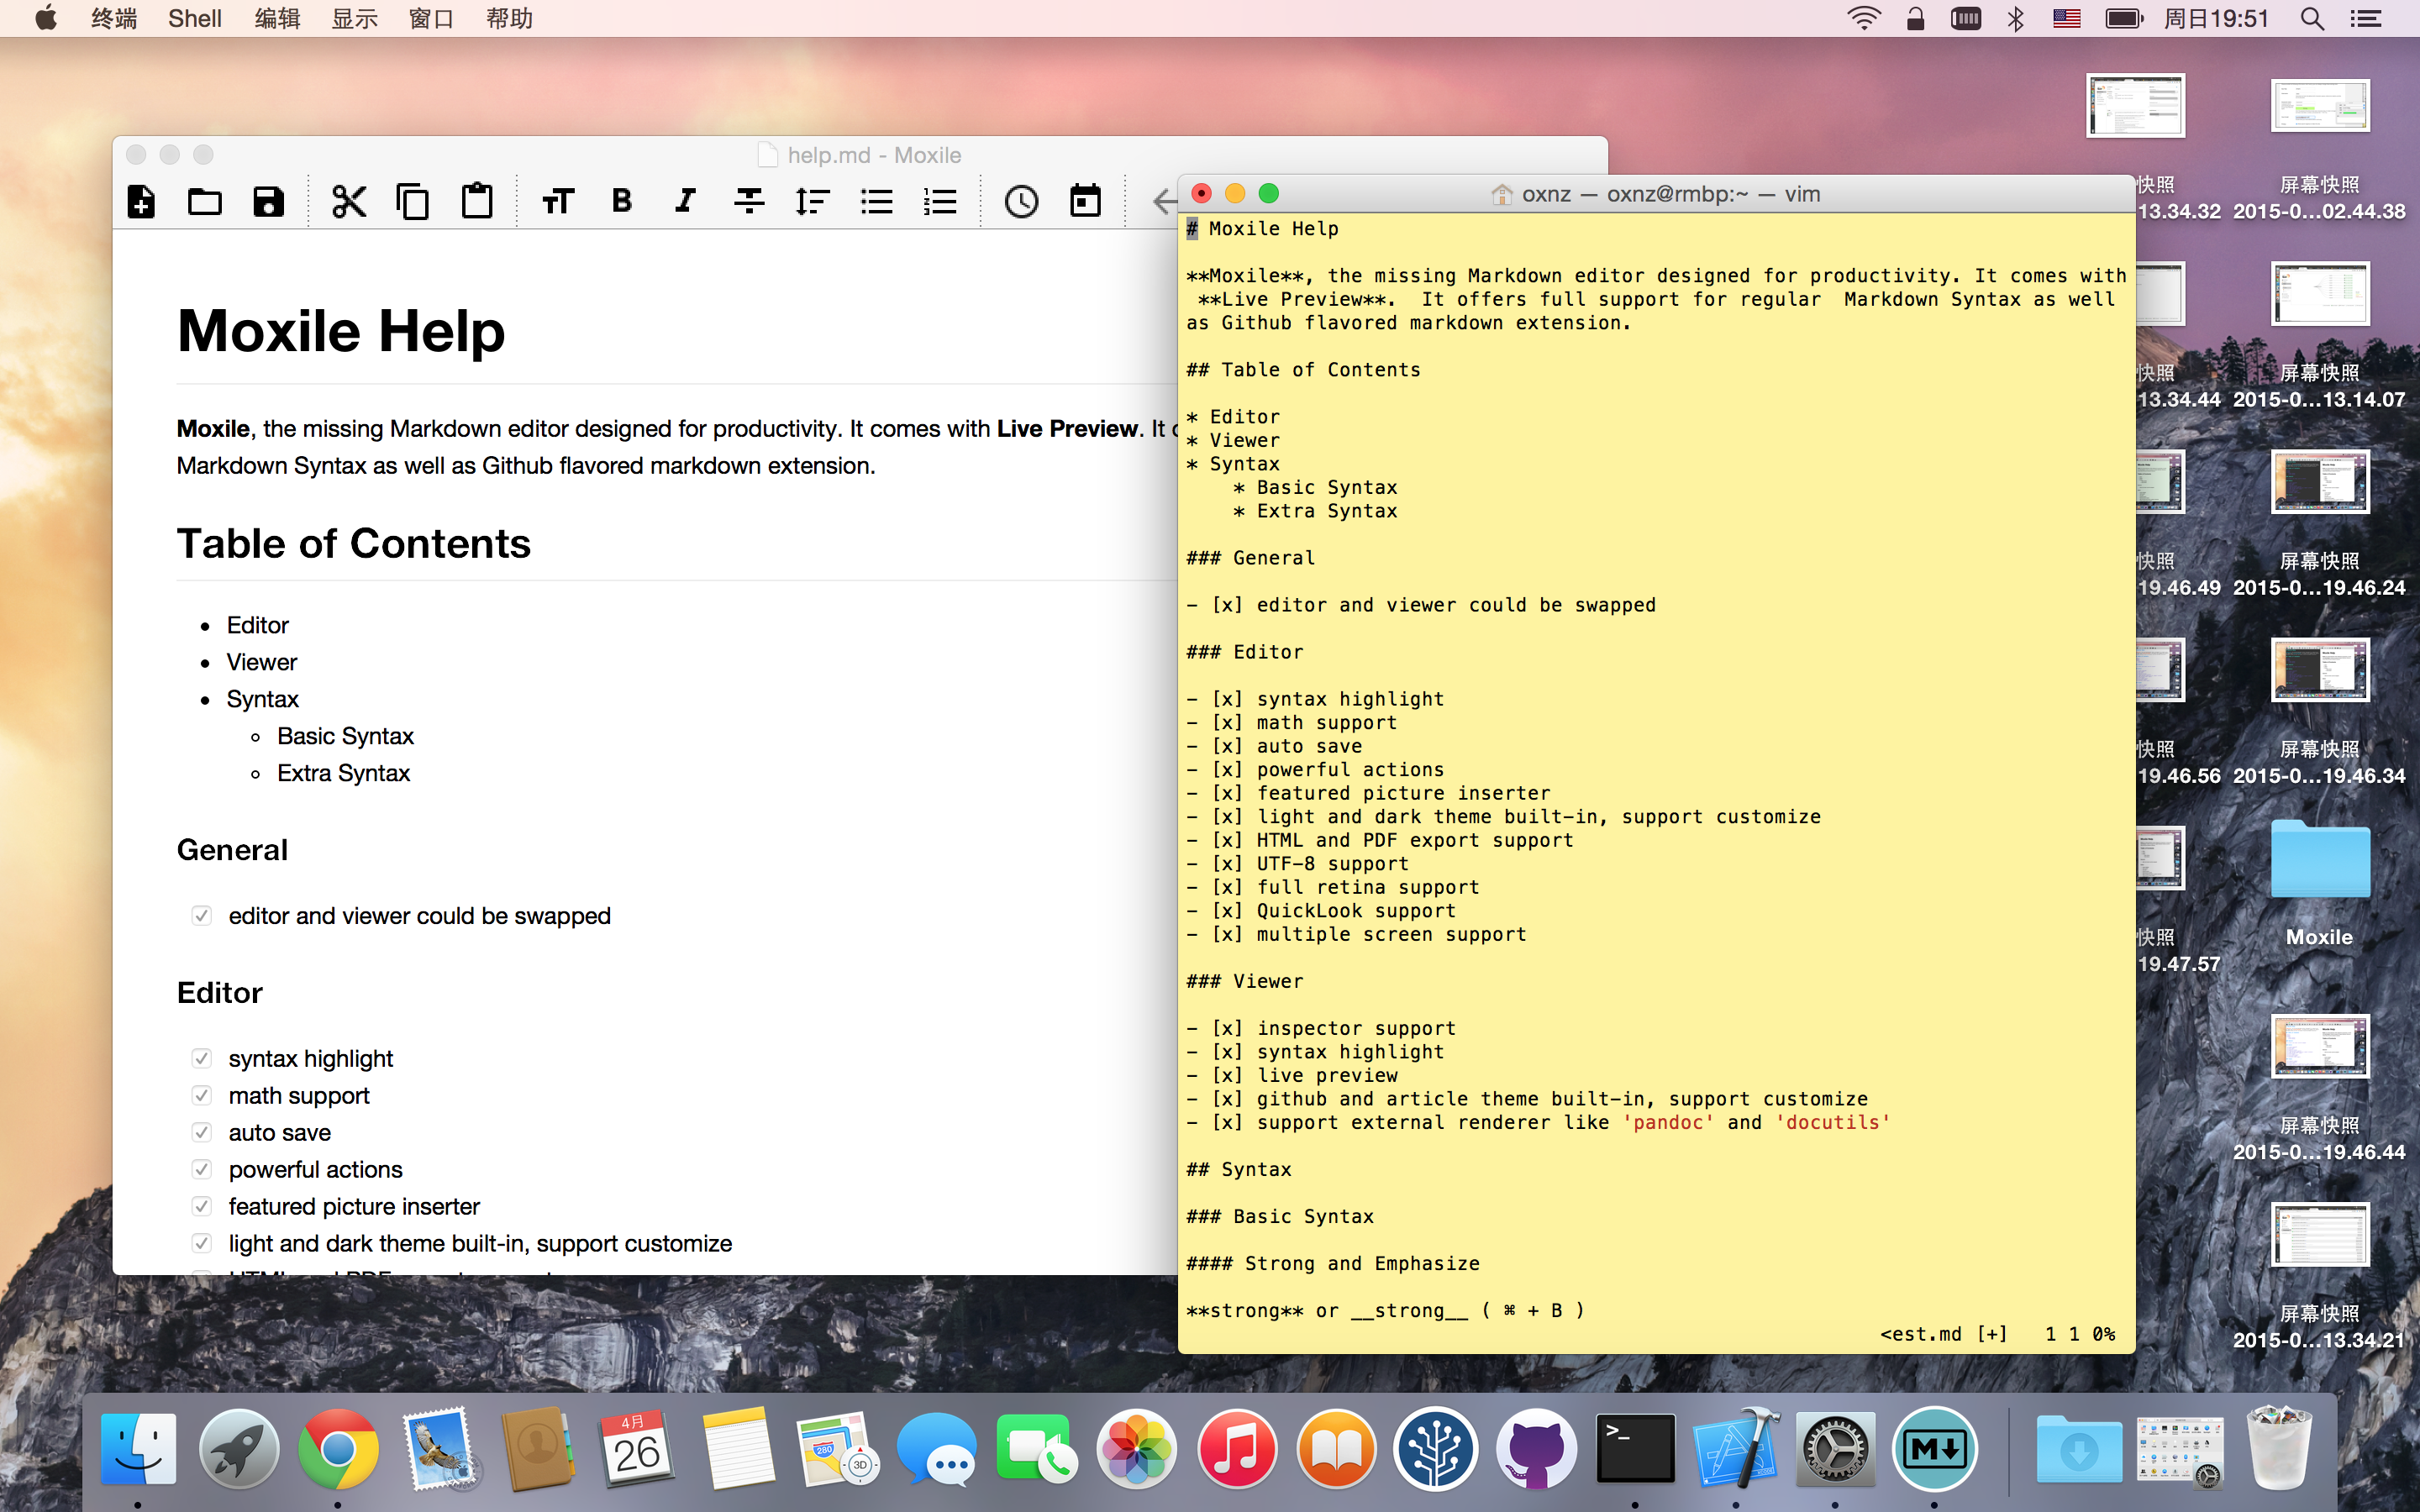 终端 Shell 编辑 显示 窗口 帮助
周日19:51
help.md - Moxile
Moxile Help
Moxile, the missing Markdown editor designed for productivity. It comes with Live Preview. It
Markdown Syntax as well as Github flavored markdown extension.
Table of Contents
Editor
Viewer
Syntax
Basic Syntax
Extra Syntax
General
editor and viewer could be swapped
Editor
syntax highlight
math support
auto save
powerful actions
featured picture inserter
light and dark theme built-in, support customize
oxnz — oxnz@rmbp:~ — vim
# Moxile Help
**Moxile**, the missing Markdown editor designed for productivity. It comes with
**Live Preview**.  It offers full support for regular  Markdown Syntax as well
as Github flavored markdown extension.
## Table of Contents
* Editor
* Viewer
* Syntax
* Basic Syntax
* Extra Syntax
### General
- [x] editor and viewer could be swapped
### Editor
- [x] syntax highlight
- [x] math support
- [x] auto save
- [x] powerful actions
- [x] featured picture inserter
- [x] light and dark theme built-in, support customize
- [x] HTML and PDF export support
- [x] UTF-8 support
- [x] full retina support
- [x] QuickLook support
- [x] multiple screen support
### Viewer
- [x] inspector support
- [x] syntax highlight
- [x] live preview
- [x] github and article theme built-in, support customize
- [x] support external renderer like 'pandoc' and 'docutils'
## Syntax
### Basic Syntax
#### Strong and Emphasize
**strong** or __strong__ ( ⌘ + B )
<est.md [+]   1 1 0%
快照
13.34.32
屏幕快照
2015-0...02.44.38
快照
13.34.44
屏幕快照
2015-0...13.14.07
快照
19.46.49
屏幕快照
2015-0...19.46.24
快照
19.46.56
屏幕快照
2015-0...19.46.34
快照
19.47.57
Moxile
屏幕快照
2015-0...19.46.44
屏幕快照
2015-0...13.34.21
4月
26
280
3D
>_
M↓